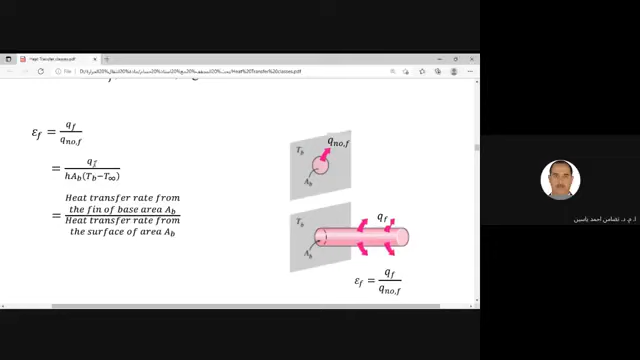 Heat Transfer classes.pdf
ε_f = q_f / q_no,f
= q_f / hA_b(T_b−T_∞)
= Heat transfer rate from
the fin of base area A_b
Heat transfer rate from
the surface of area A_b
T_b
q_no,f
A_b
T_b
q_f
A_b
ε_f = q_f / q_no,f
ا.م.د. تضامن احمد ياسين